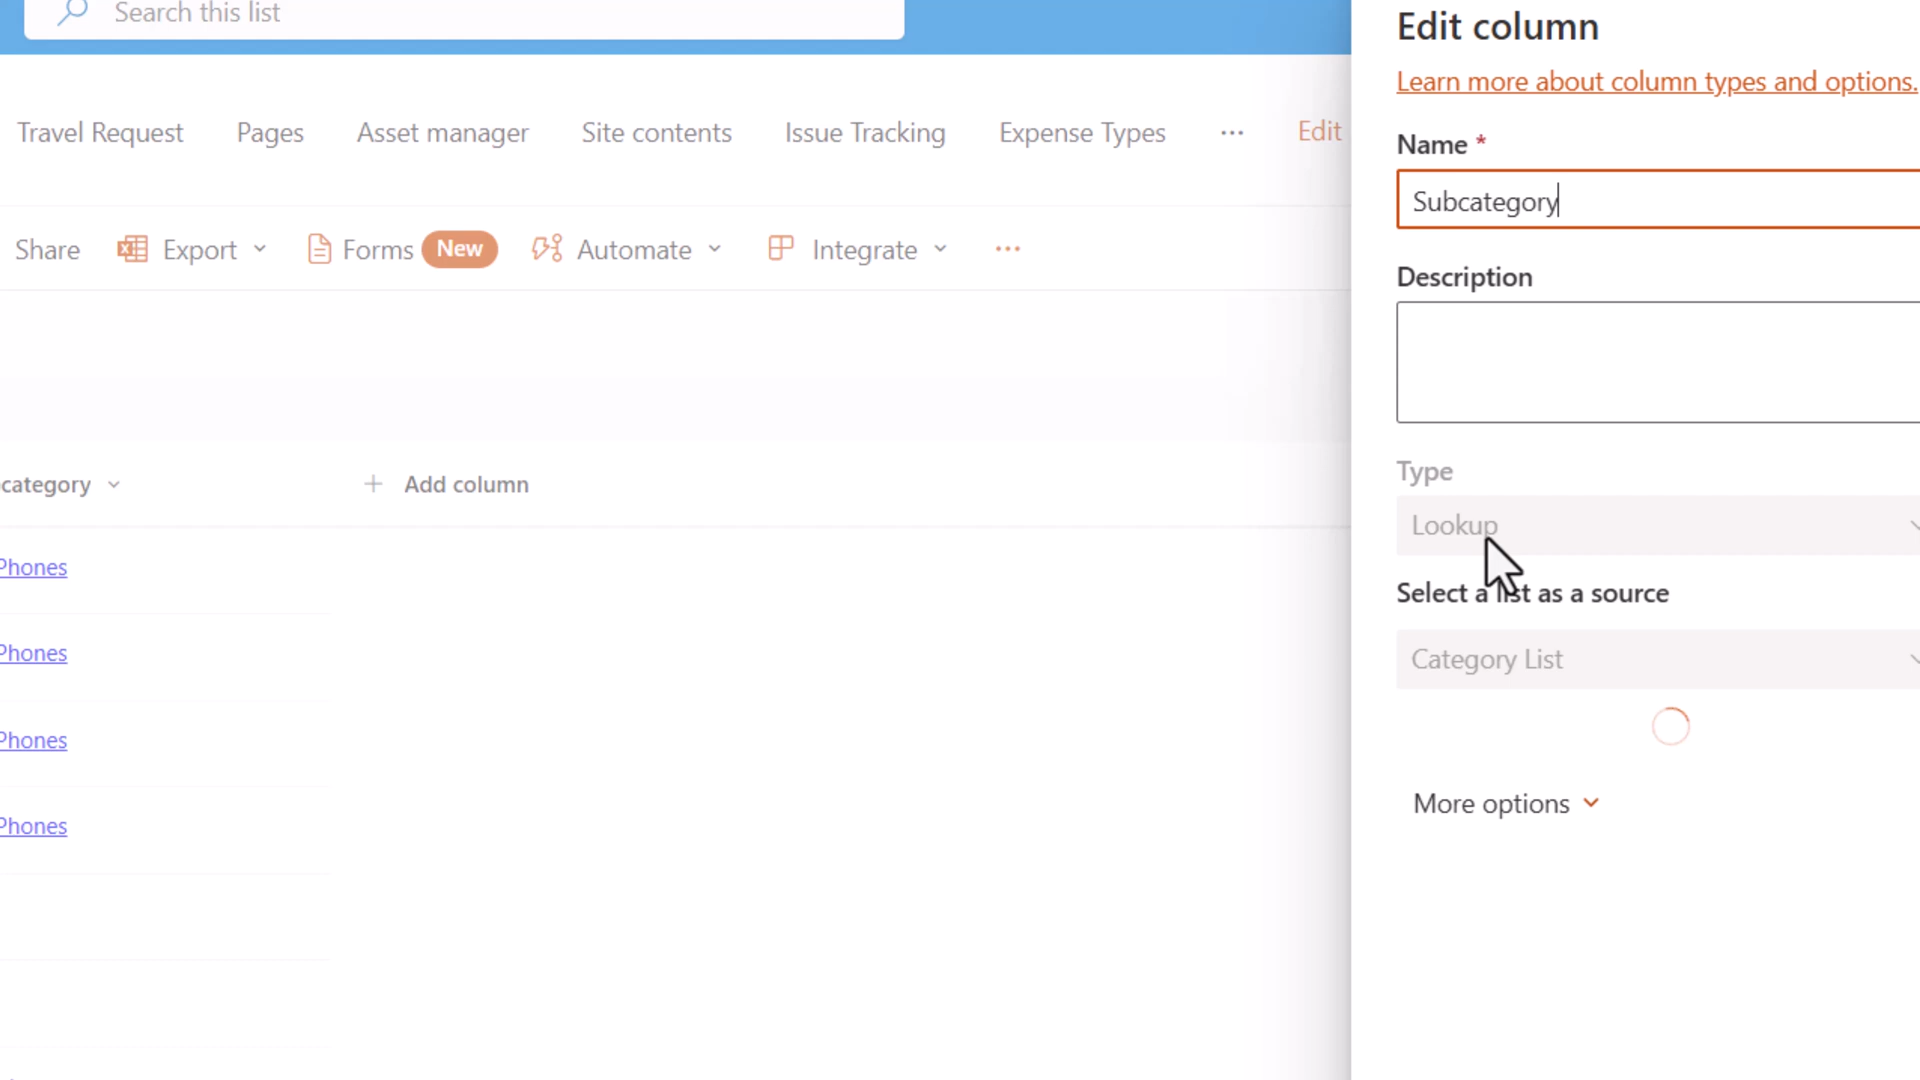 Search this list
Travel Request Pages Asset manager Site contents Issue Tracking Expense Types ... Edit
Share Export Forms New Automate Integrate ...
category + Add column
Phones
Phones
Phones
Phones
Edit column
Learn more about column types and options.
Name *
Subcategory
Description
Type
Lookup
Select a list as a source
Category List
More options